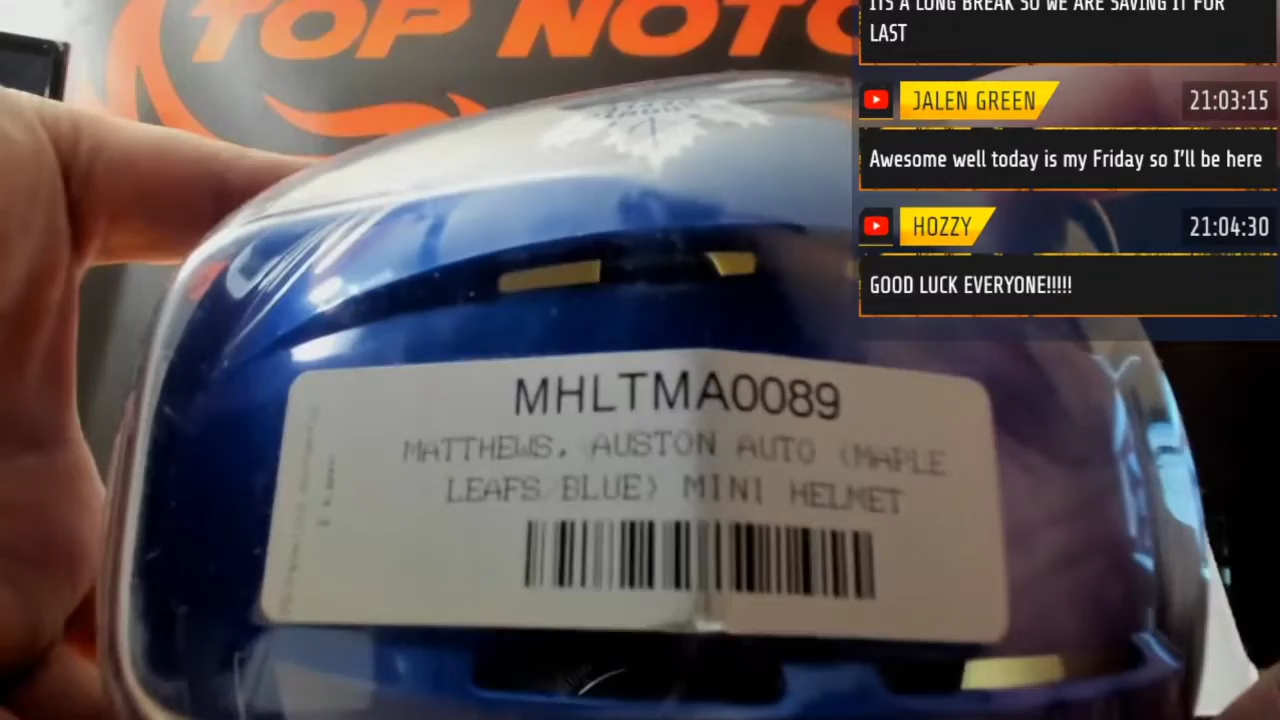 TOP NOTC
ITS A LONG BREAK SO WE ARE SAVING IT FOR
LAST
JALEN GREEN
21:03:15
Awesome well today is my Friday so I'll be here
HOZZY
21:04:30
GOOD LUCK EVERYONE!!!!!
MHLTMA0089
MATTHEWS, AUSTON AUTO (MAPLE
LEAFS/BLUE) MINI HELMET